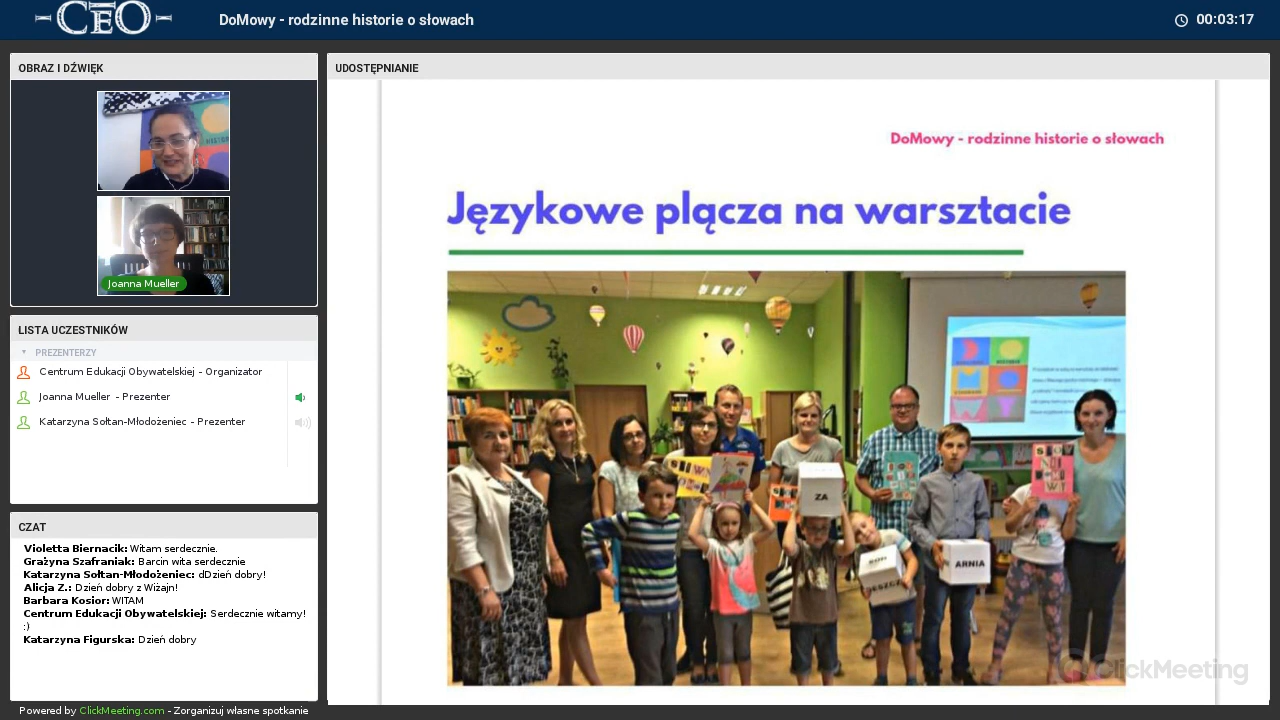 CEO
DoMowy - rodzinne historie o słowach
00:03:17
OBRAZ I DŹWIĘK
Joanna Mueller
LISTA UCZESTNIKÓW
PREZENTERZY
Centrum Edukacji Obywatelskiej - Organizator
Joanna Mueller - Prezenter
Katarzyna Sołtan-Młodożeniec - Prezenter
CZAT
Violetta Biernacik: Witam serdecznie.
Grażyna Szafraniak: Barcin wita serdecznie
Katarzyna Sołtan-Młodożeniec: dDzień dobry!
Alicja Z.: Dzień dobry z Wiżajn!
Barbara Kosior: WITAM
Centrum Edukacji Obywatelskiej: Serdecznie witamy!
:)
Katarzyna Figurska: Dzień dobry
Powered by ClickMeeting.com - Zorganizuj własne spotkanie
UDOSTĘPNIANIE
DoMowy - rodzinne historie o słowach
Językowe plącza na warsztacie
ZA
ARNIA
ClickMeeting